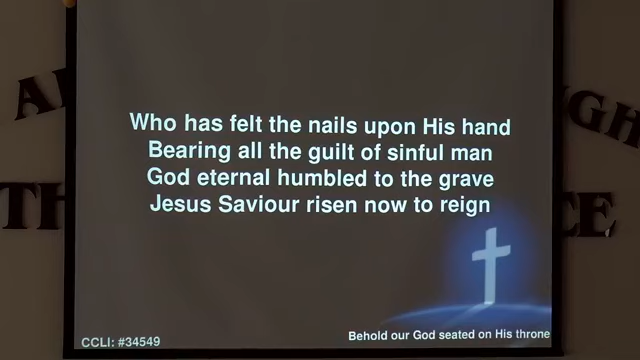 Who has felt the nails upon His hand
Bearing all the guilt of sinful man
God eternal humbled to the grave
Jesus Saviour risen now to reign
CCLI: #34549
Behold our God seated on His throne